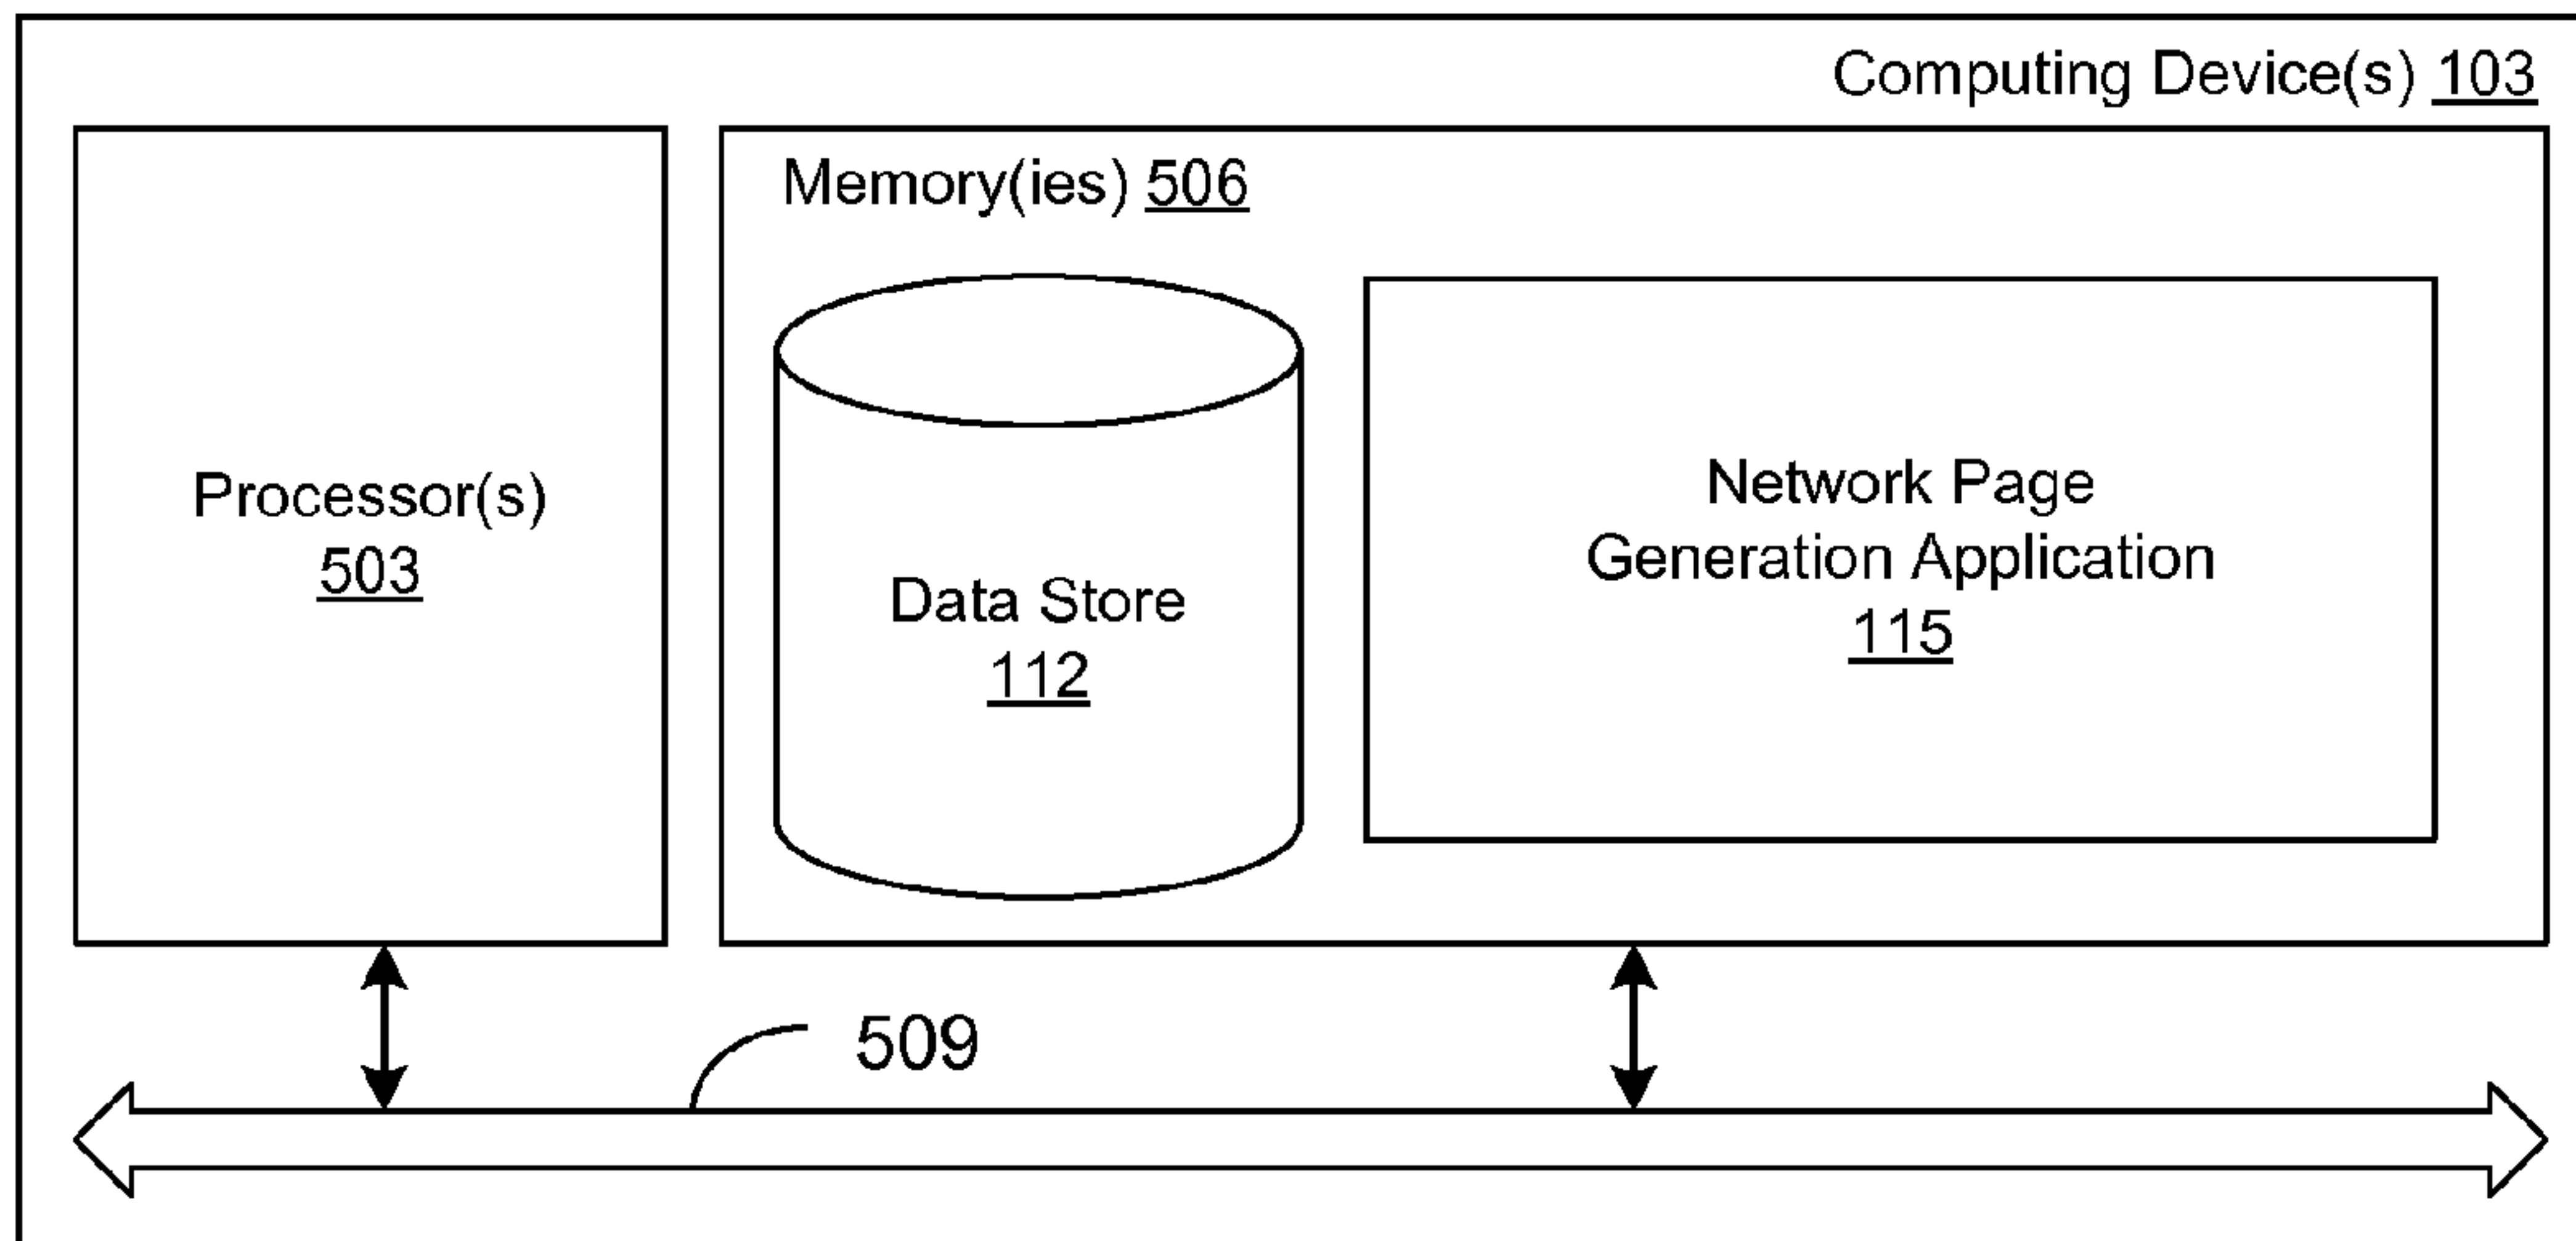 Computing Device(s) 103
Memory(ies) 506
Processor(s)
503
Data Store
112
Network Page
Generation Application
115
509